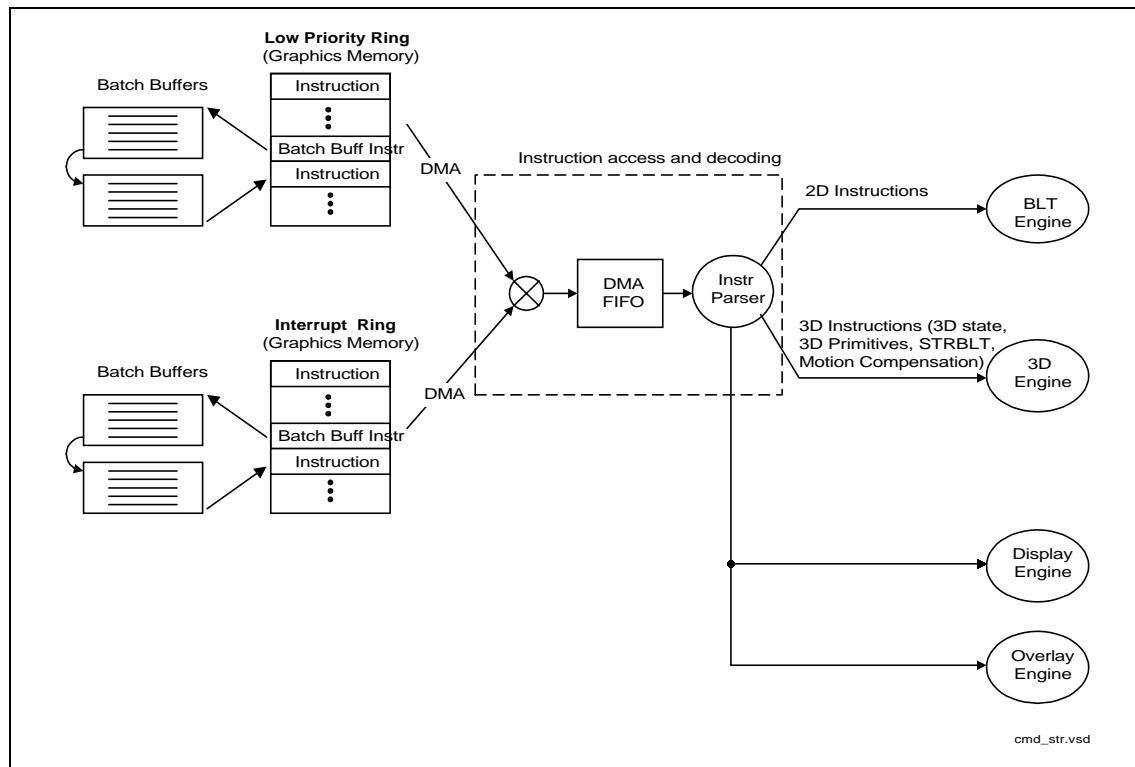 Low Priority Ring
(Graphics Memory)
Batch Buffers
Instruction
Batch Buff Instr
Instruction
DMA
Instruction access and decoding
2D Instructions
BLT
Engine
DMA
FIFO
Instr
Parser
3D Instructions (3D state,
3D Primitives, STRBLT,
Motion Compensation)
3D
Engine
Interrupt Ring
(Graphics Memory)
Batch Buffers
Instruction
Batch Buff Instr
Instruction
DMA
Display
Engine
Overlay
Engine
cmd_str.vsd